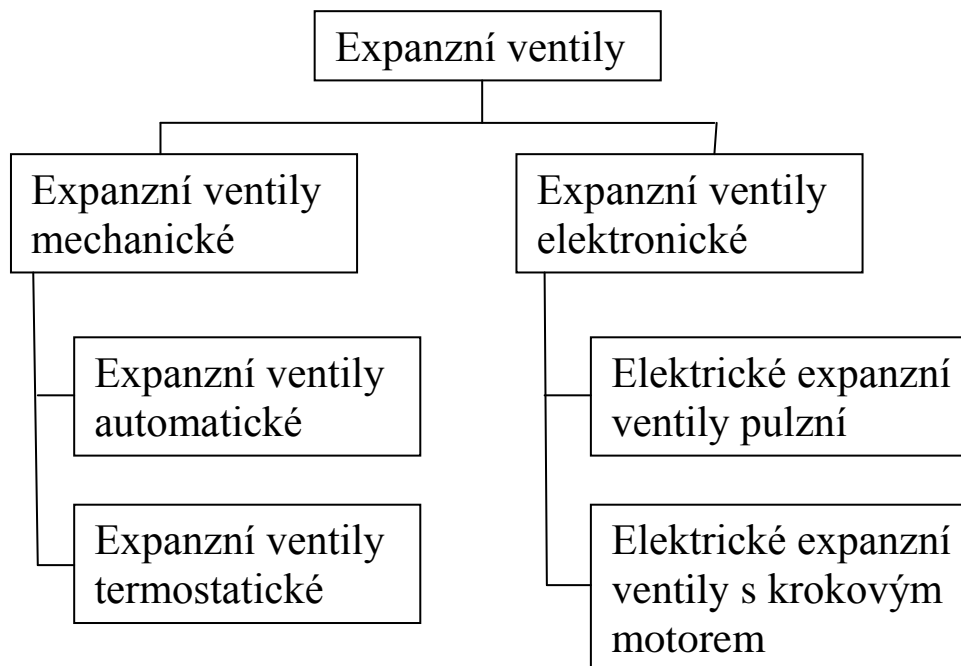 Expanzní ventily
Expanzní ventily
mechanické
Expanzní ventily
elektronické
Expanzní ventily
automatické
Elektrické expanzní
ventily pulzní
Expanzní ventily
termostatické
Elektrické expanzní
ventily s krokovým
motorem